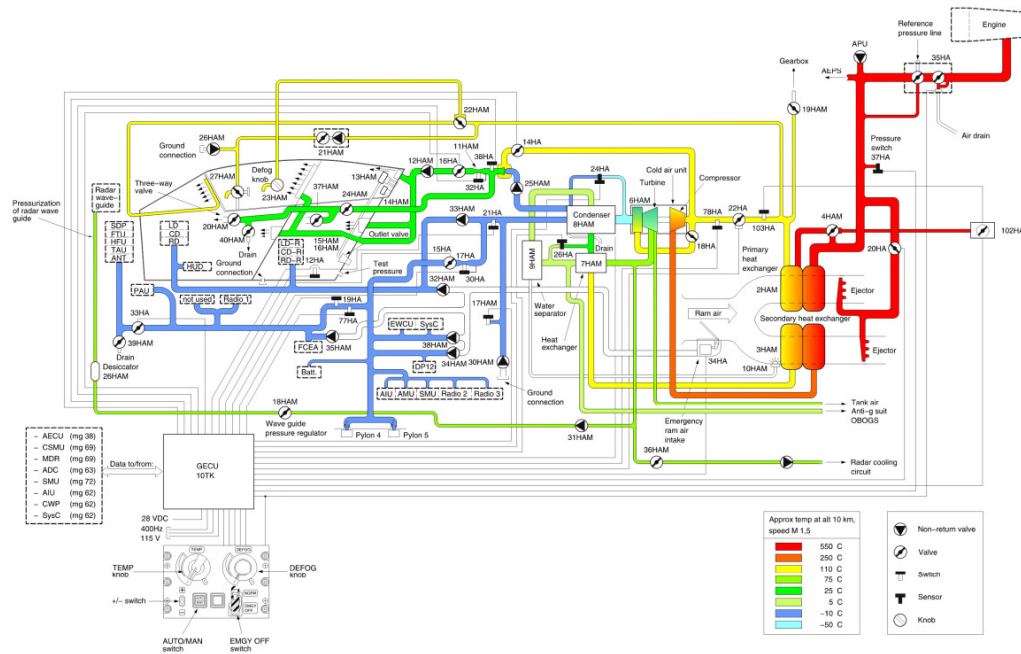 Engine
Reference
pressure line
35HA
APU
AEPS
Gearbox
19HAM
Air drain
Pressure
switch
37HA
22HAM
26HAM
Ground
connection
21HAM
Defog
knob
23HAM
27HAM
Three-way
valve
20HAM
40HAM
Drain
37HAM
24HAM
13HAM
14HAM
12HAM
16HA
11HAM
38HA
32HA
14HA
25HAM
24HA
Condenser
8HAM
Drain
6HAM
Turbine
Cold air unit
Compressor
18HA
78HA
22HA
103HA
4HAM
20HA
102HA
Pressurization
of radar wave
guide
Radar
wave-
guide
SDP
FTU
HFU
TAU
ANT
LD
CD
RD
HUD
LD-R
CD-R
RD-R
Ground
connection
Outlet valve
15HAM
16HAM
12HA
Test
pressure
33HAM
21HA
15HA
17HA
30HA
32HAM
9HAM
26HA
7HAM
Water
separator
Heat
exchanger
Primary
heat
exchanger
2HAM
Ejector
Secondary heat exchanger
Ram air
3HAM
10HAM
34HA
Ejector
Emergency
ram air
intake
PAU
not used
Radio 1
33HA
39HAM
Drain
Desiccator
26HAM
19HA
77HA
FCEA
35HAM
Batt.
EWCU
SysC
38HAM
34HAM
IDP12
17HAM
30HAM
Ground
connection
AIU
AMU
SMU
Radio 2
Radio 3
18HAM
Wave guide
pressure regulator
Pylon 4
Pylon 5
31HAM
36HAM
Tank air
Anti-g suit
OBOGS
Radar cooling
circuit
– AECU (mg 38)
– CSMU (mg 69)
– MDR (mg 69)
– ADC (mg 63)
– SMU (mg 72)
– AIU (mg 62)
– CWP (mg 62)
– SysC (mg 62)
Data to/from:
GECU
10TK
28 VDC
400Hz
115 V
TEMP
DEFOG
TEMP
knob
DEFOG
knob
+/− switch
NORM
EMGY
OFF
AUTO/MAN
switch
EMGY OFF
switch
Approx temp at alt 10 km,
speed M 1,5
550 C
250 C
110 C
75 C
25 C
5 C
−10 C
−50 C
Non-return valve
Valve
Switch
Sensor
Knob